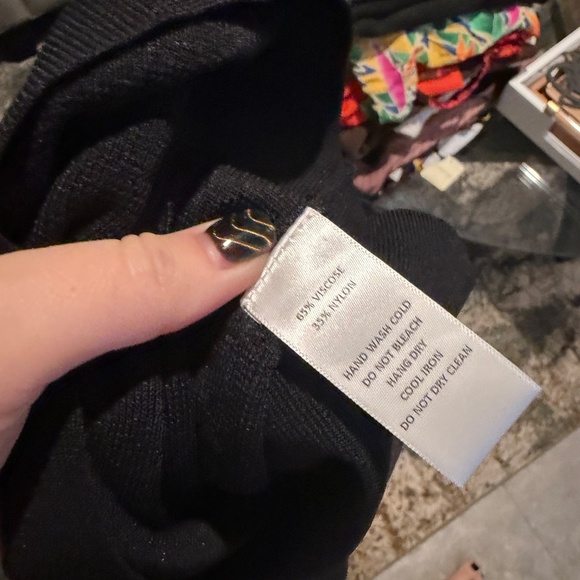 65% VISCOSE
35% NYLON
HAND WASH COLD
DO NOT BLEACH
HANG DRY
COOL IRON
DO NOT DRY CLEAN